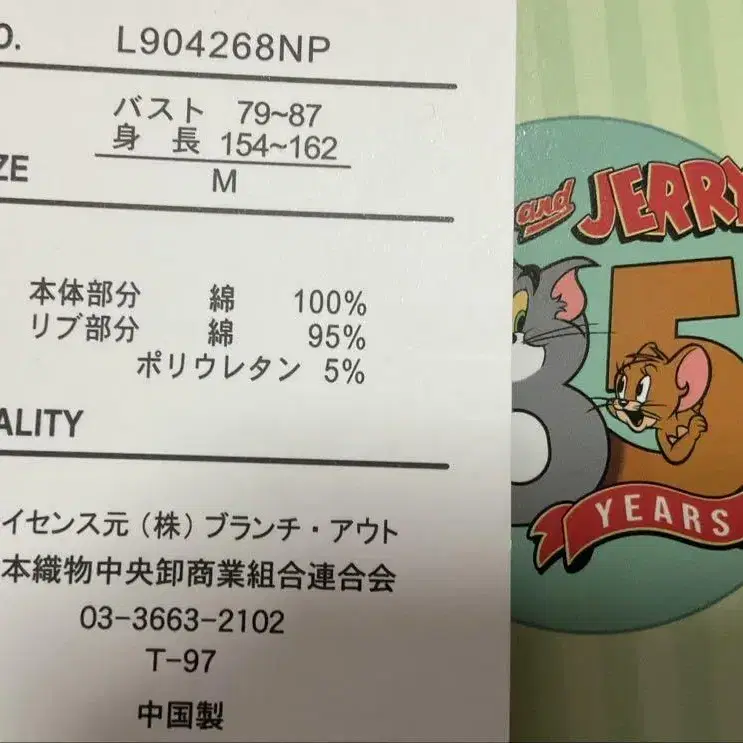 O.
L904268NP
バスト 79~87
身 長 154~162
ZE
M
本体部分 綿 100%
リブ部分 綿 95%
ポリウレタン 5%
ALITY
イセンス元（株）ブランチ・アウト
本織物中央卸商業組合連合会
03-3663-2102
T-97
中国製
and JERRY
85
YEARS